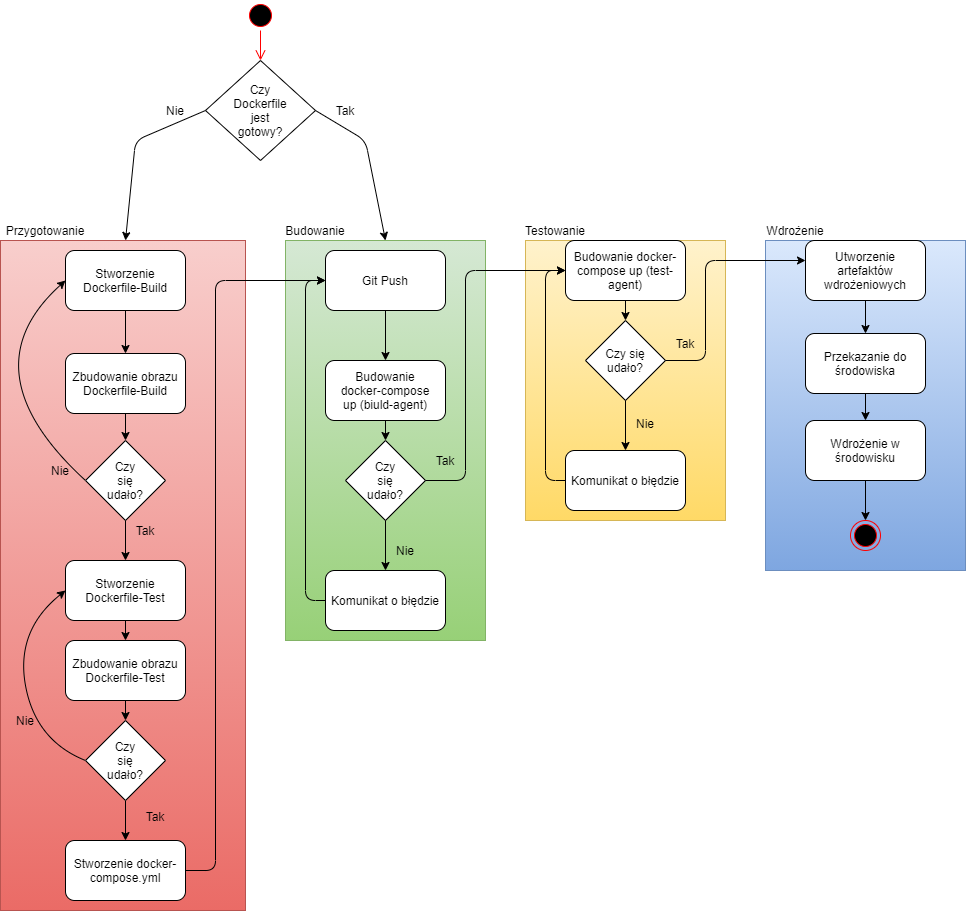 Czy
Dockerfile
jest
gotowy?
Nie
Tak
Przygotowanie
Stworzenie
Dockerfile-Build
Zbudowanie obrazu
Dockerfile-Build
Czy
się
udało?
Nie
Tak
Stworzenie
Dockerfile-Test
Zbudowanie obrazu
Dockerfile-Test
Czy
się
udało?
Nie
Tak
Stworzenie docker-
compose.yml
Budowanie
Git Push
Budowanie
docker-compose
up (biuld-agent)
Czy
się
udało?
Tak
Nie
Komunikat o błędzie
Testowanie
Budowanie docker-
compose up (test-
agent)
Czy się
udało?
Tak
Nie
Komunikat o błędzie
Wdrożenie
Utworzenie
artefaktów
wdrożeniowych
Przekazanie do
środowiska
Wdrożenie w
środowisku